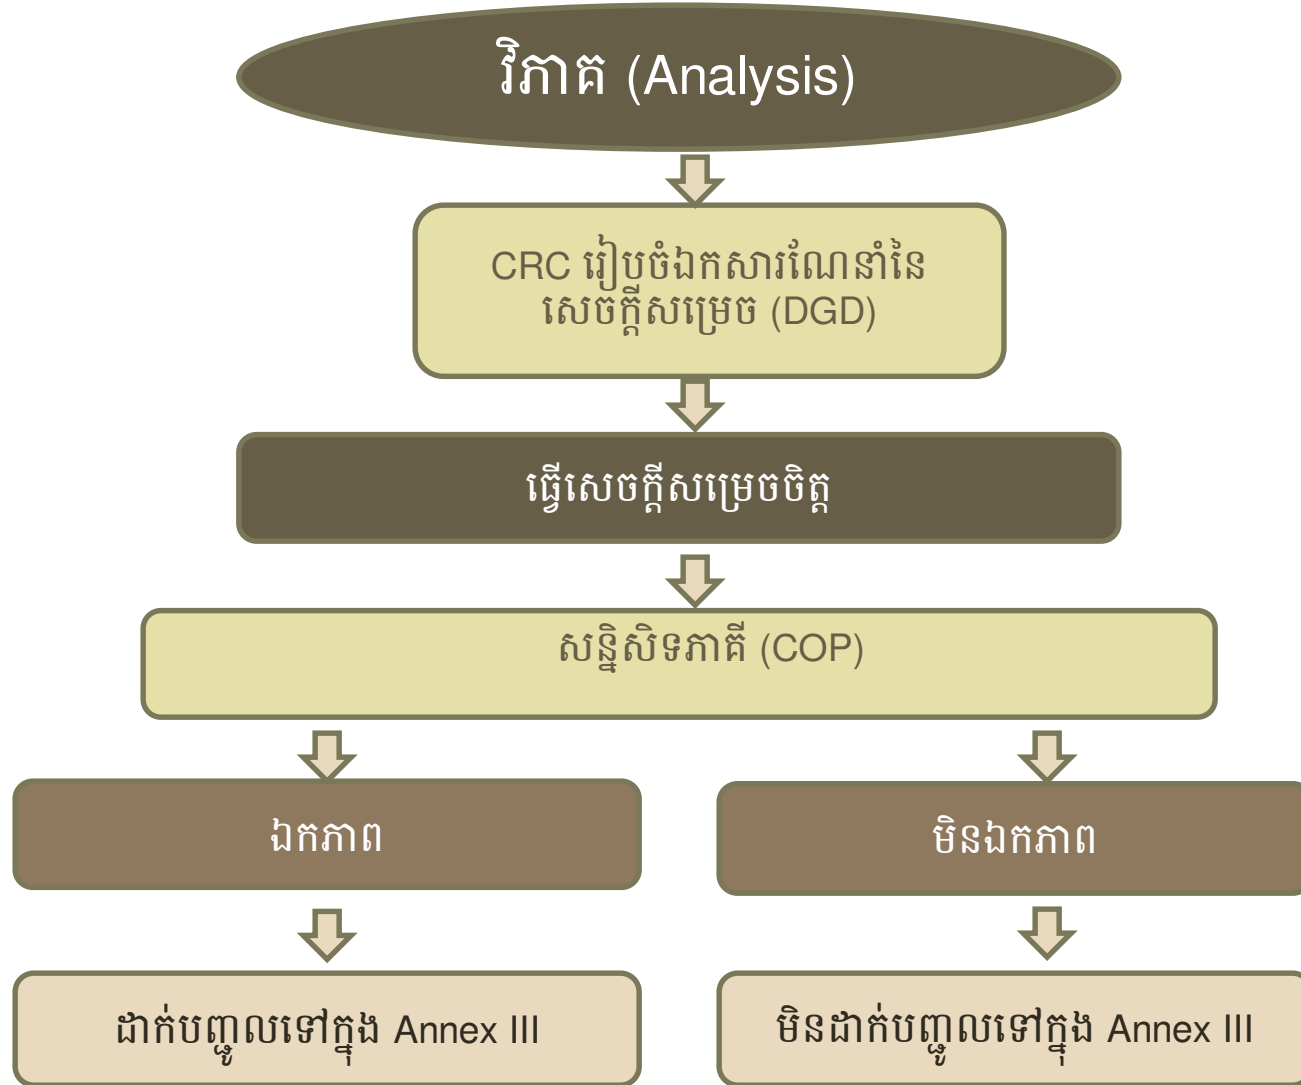 វិភាគ (Analysis)
CRC រៀបចំឯកសារណែនាំនៃ
សេចក្តីសម្រេច (DGD)
ធ្វើសេចក្តីសម្រេចចិត្ត
សន្និសិទភាគី (COP)
ឯកភាព
មិនឯកភាព
ដាក់បញ្ចូលទៅក្នុង Annex III
មិនដាក់បញ្ចូលទៅក្នុង Annex III